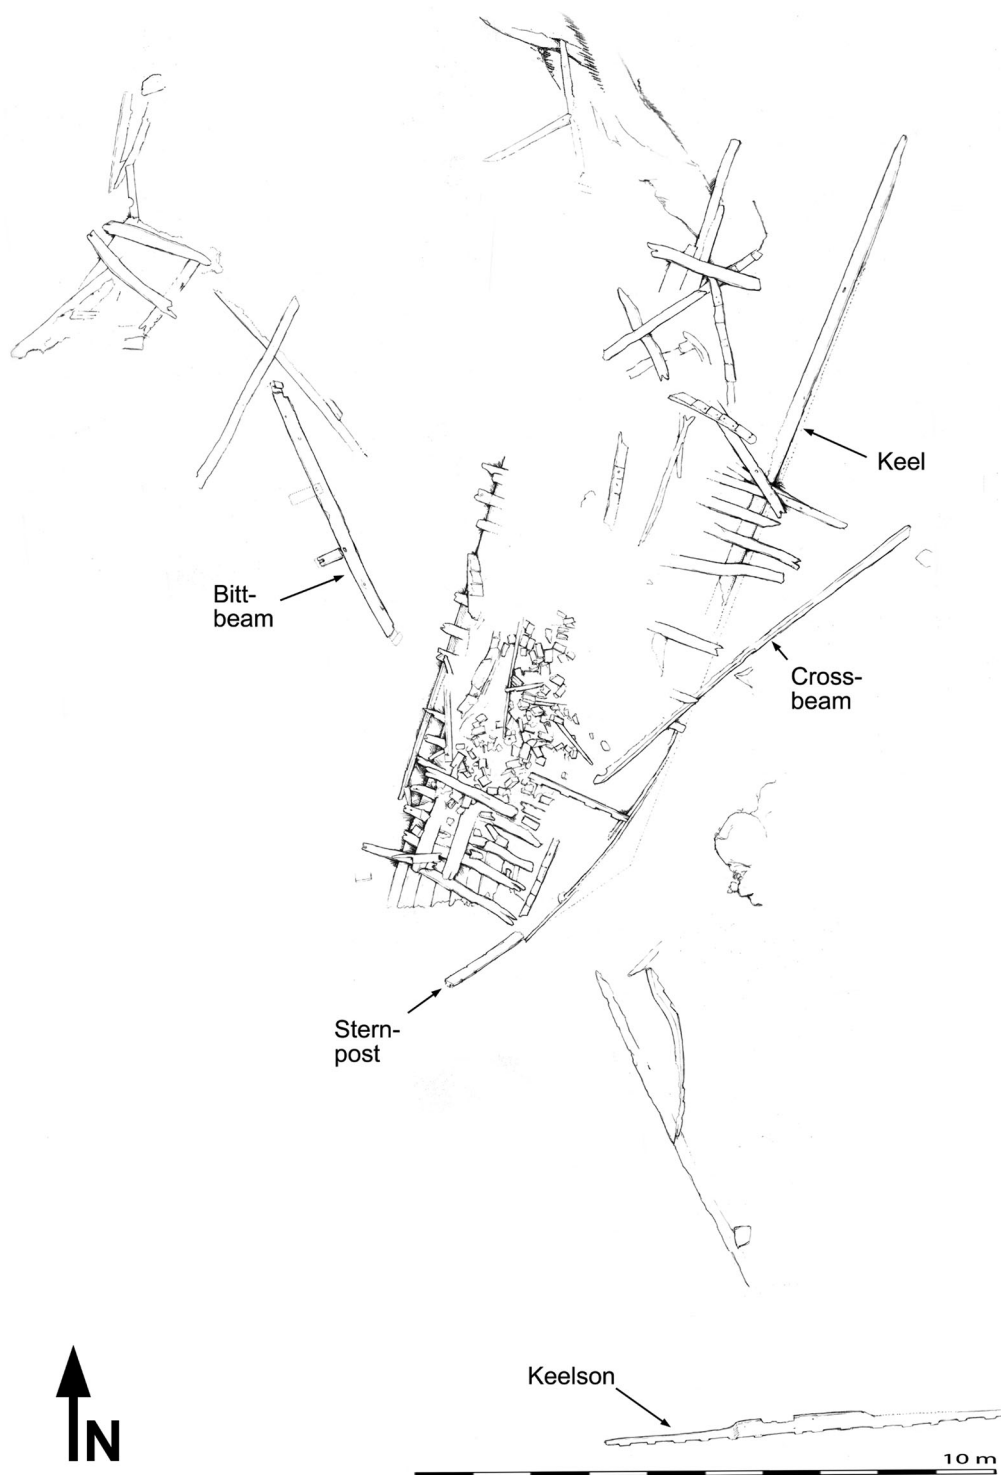 Keel
Bitt-
beam
Cross-
beam
Stern-
post
Keelson
N
10 m